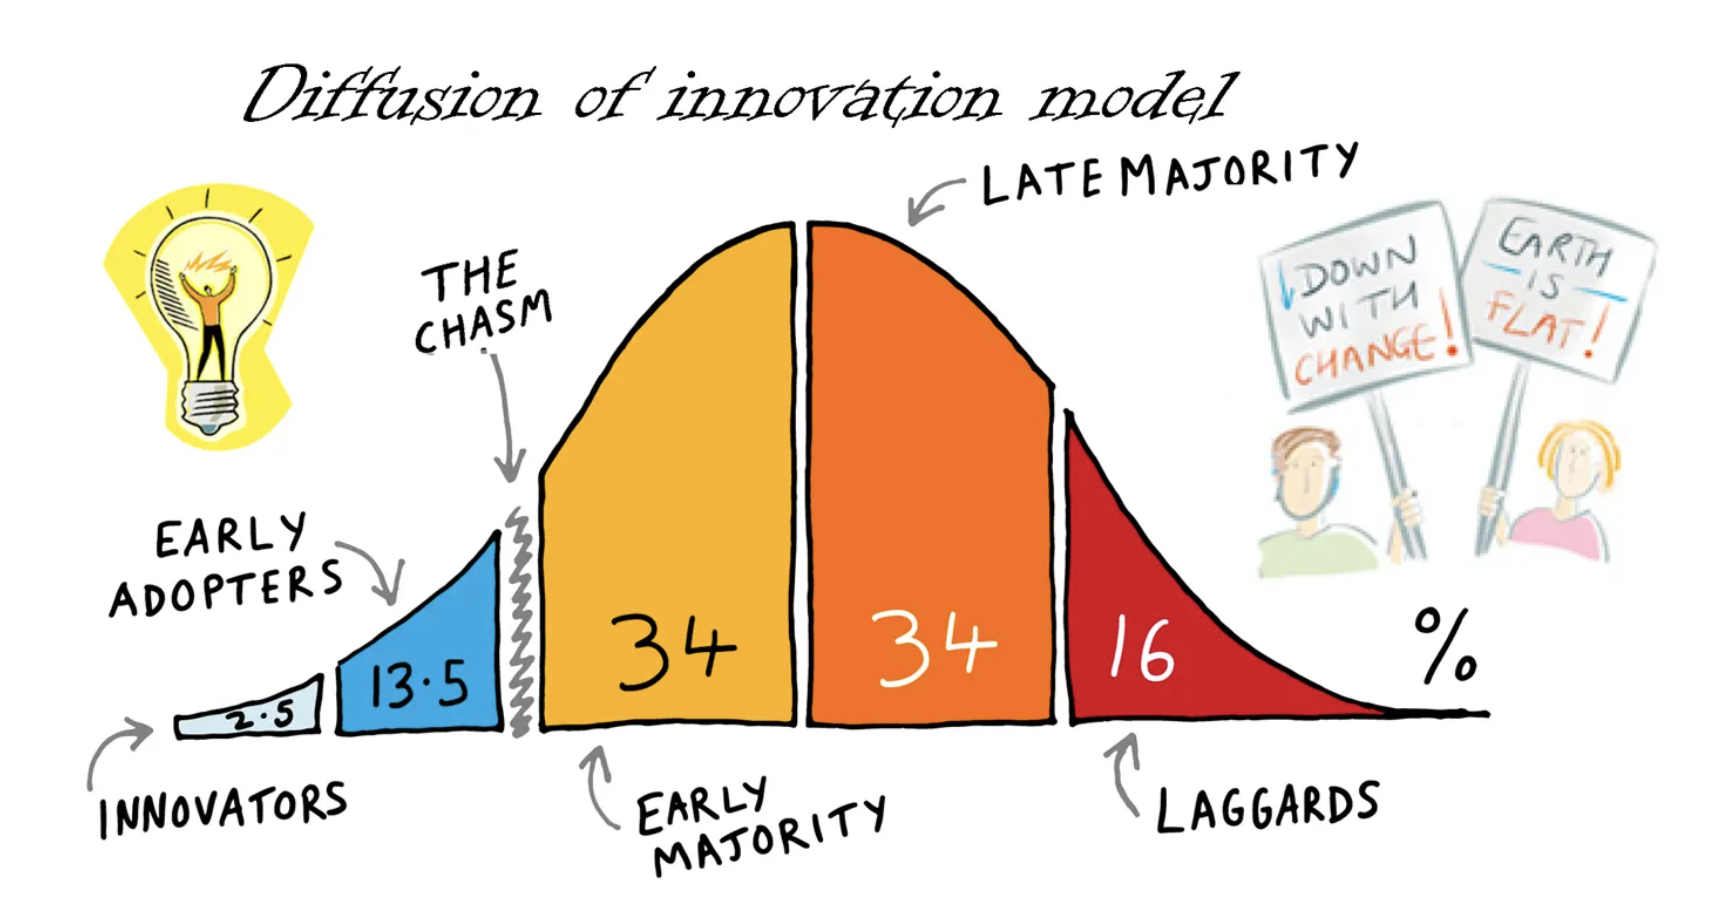 Diffusion of innovation model
LATE MAJORITY
THE
CHASM
DOWN
WITH
CHANGE!
EARTH
IS
FLAT!
EARLY
ADOPTERS
2.5
13.5
34
34
16
%
INNOVATORS
EARLY
MAJORITY
LAGGARDS